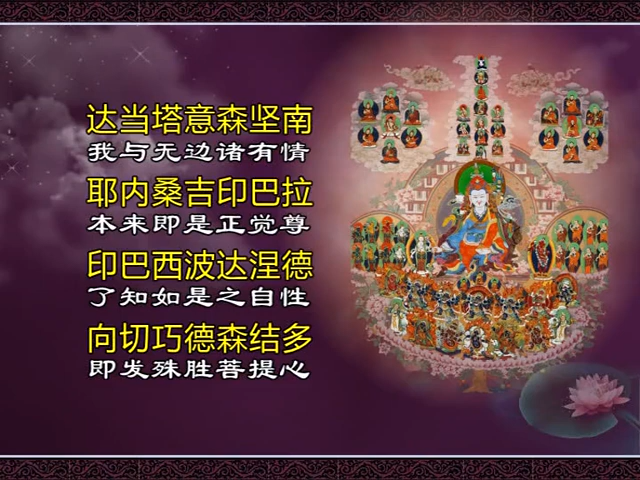 达当塔意森坚南
我与无边诸有情
耶内桑吉印巴拉
本来即是正觉尊
印巴西波达涅德
了知如是之自性
向切巧德森结多
即发殊胜菩提心